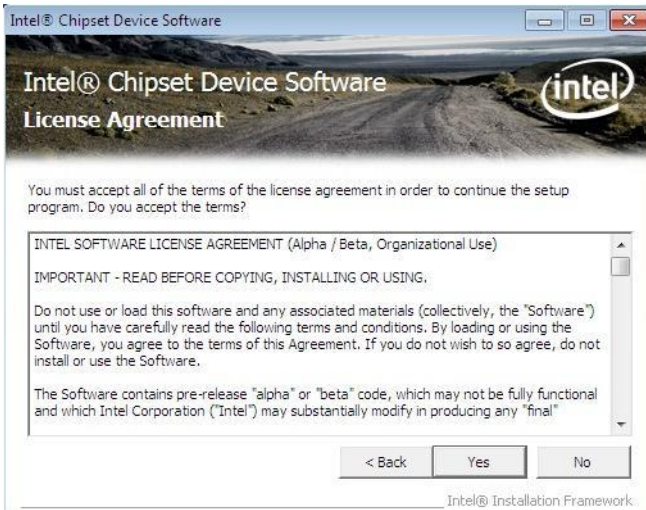 Intel® Chipset Device Software
Intel® Chipset Device Software
License Agreement
intel
You must accept all of the terms of the license agreement in order to continue the setup
program. Do you accept the terms?
INTEL SOFTWARE LICENSE AGREEMENT (Alpha / Beta, Organizational Use)
IMPORTANT - READ BEFORE COPYING, INSTALLING OR USING.
Do not use or load this software and any associated materials (collectively, the "Software")
until you have carefully read the following terms and conditions. By loading or using the
Software, you agree to the terms of this Agreement. If you do not wish to so agree, do not
install or use the Software.
The Software contains pre-release "alpha" or "beta" code, which may not be fully functional
and which Intel Corporation ("Intel") may substantially modify in producing any "final"
< Back
Yes
No
Intel® Installation Framework